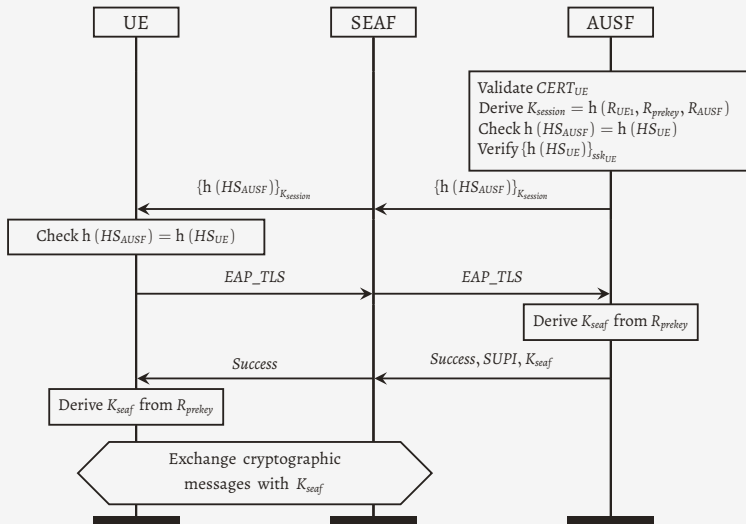 UE SEAF AUSF
Validate CERT_UE
Derive K_session = h (R_UE1, R_prekey, R_AUSF)
Check h (HS_AUSF) = h (HS_UE)
Verify {h (HS_UE)}_ssk_UE
{h (HS_AUSF)}_K_session {h (HS_AUSF)}_K_session
Check h (HS_AUSF) = h (HS_UE)
EAP_TLS EAP_TLS
Derive K_seaf from R_prekey
Success Success, SUPI, K_seaf
Derive K_seaf from R_prekey
Exchange cryptographic
messages with K_seaf